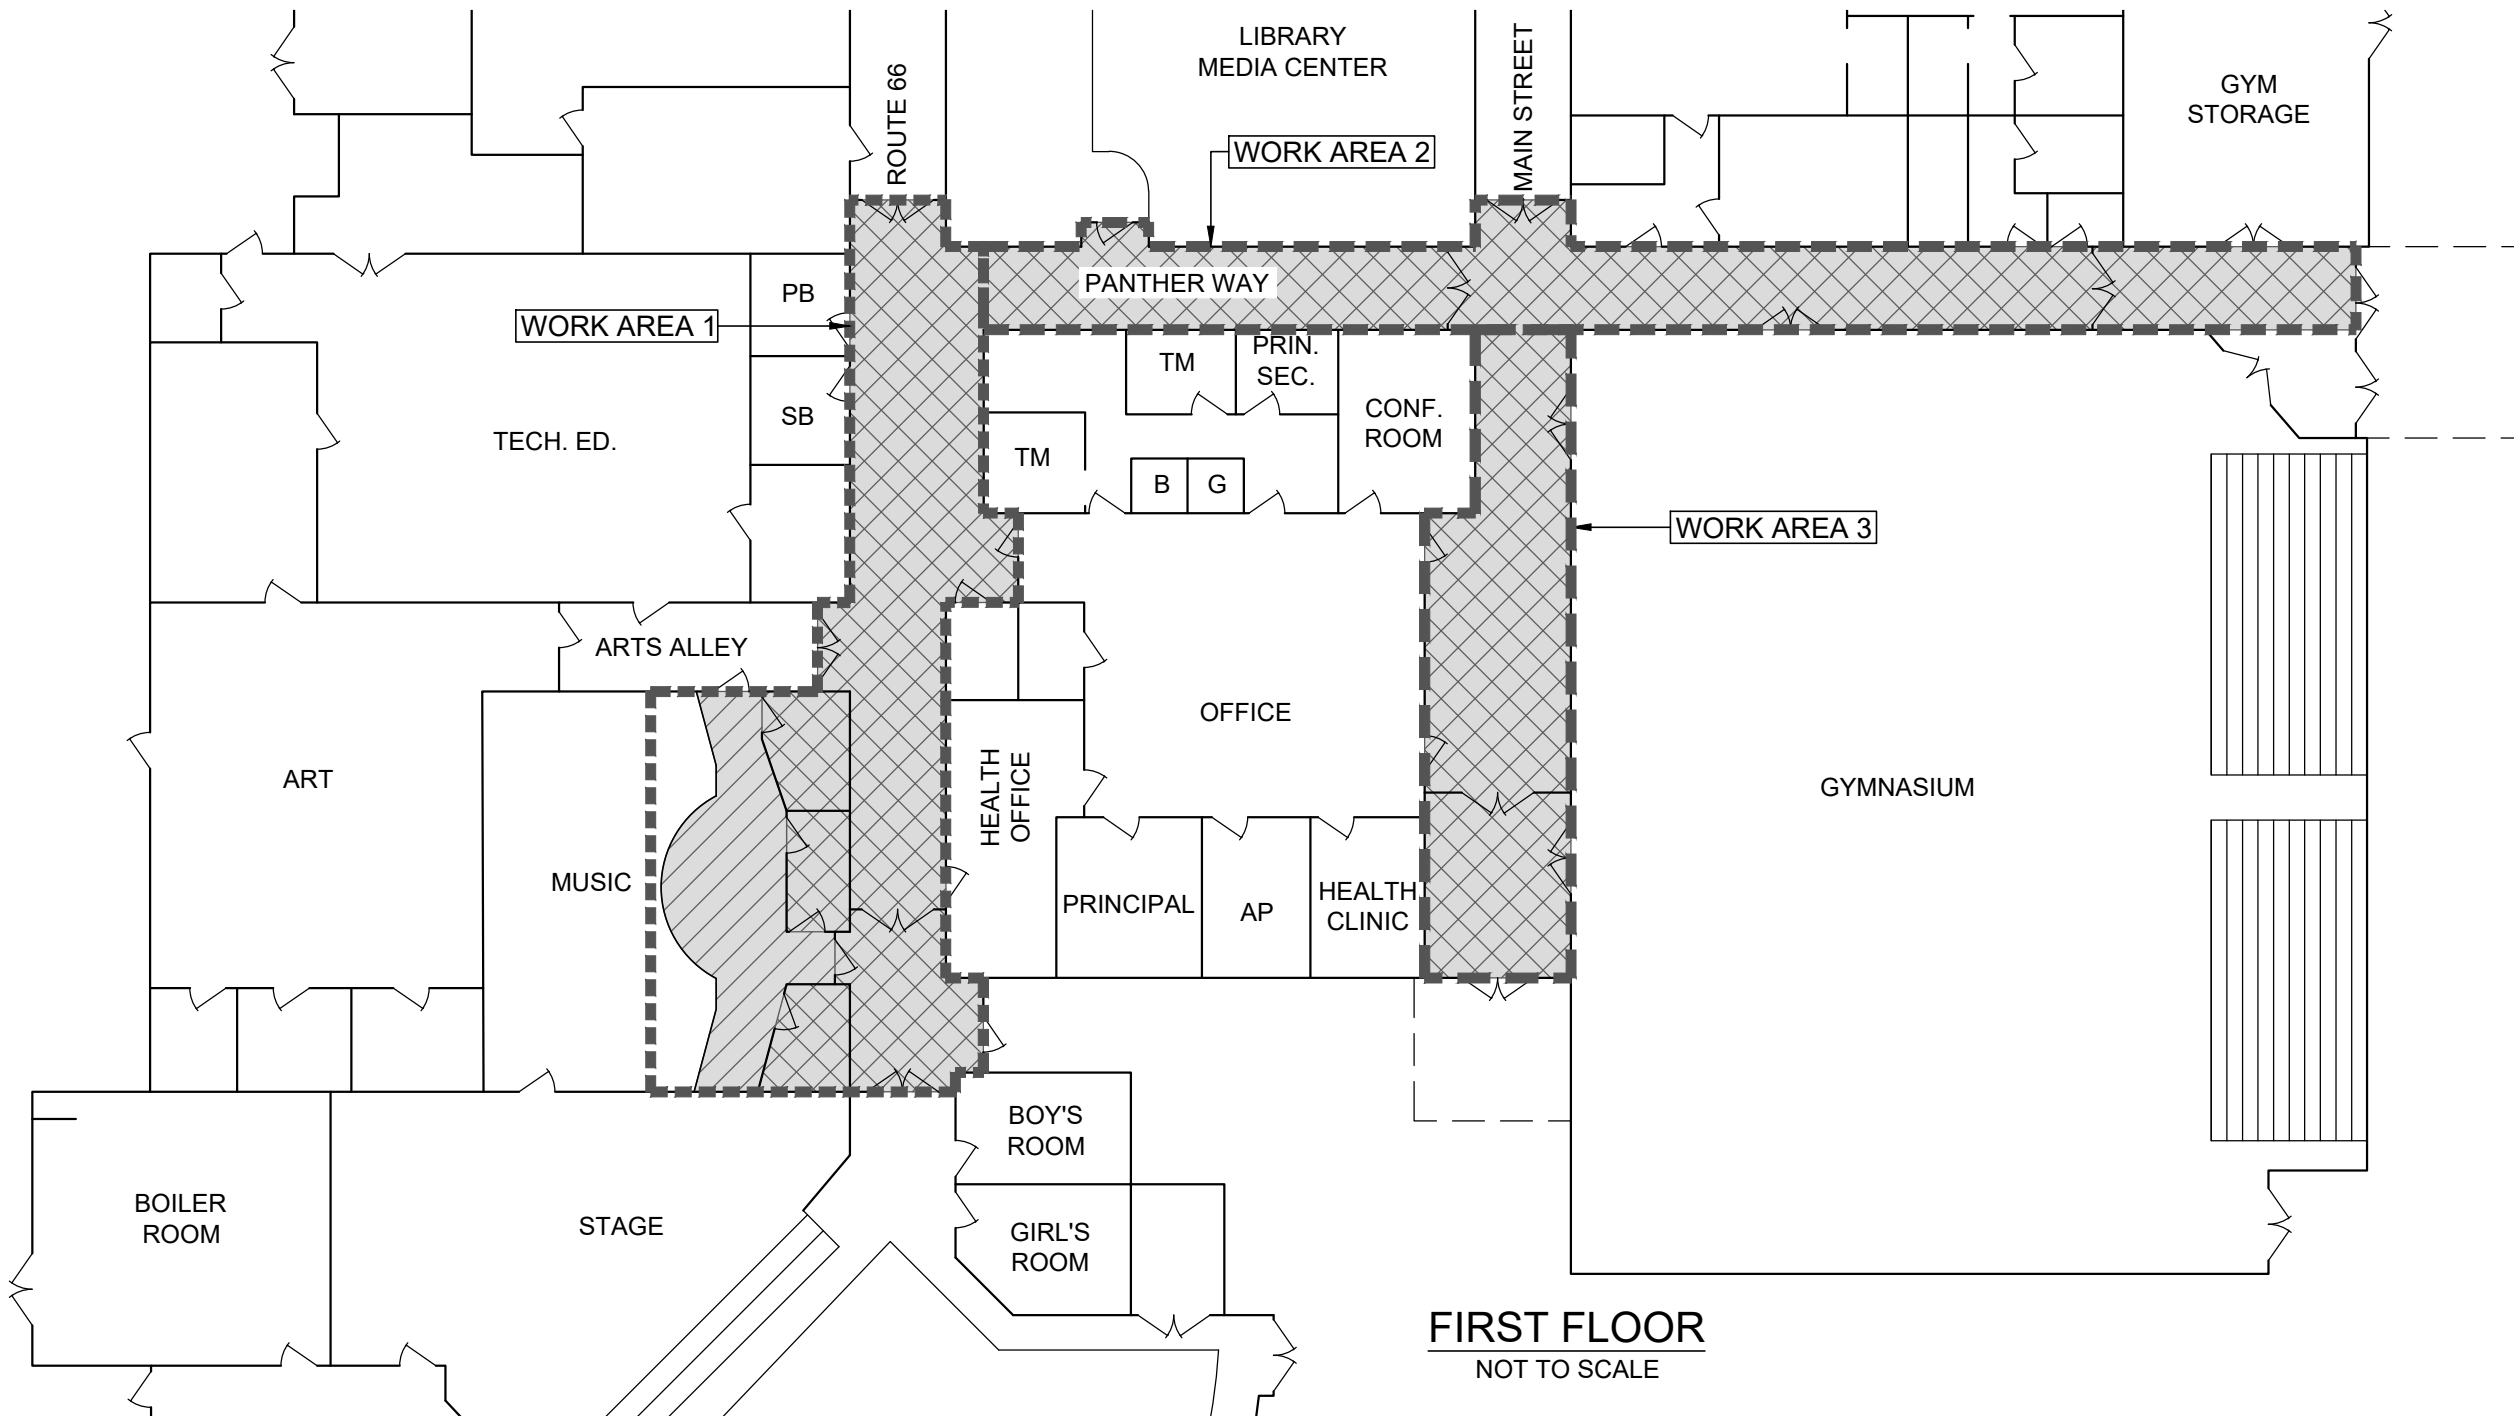 LIBRARY
MEDIA CENTER
ROUTE 66
MAIN STREET
GYM
STORAGE
WORK AREA 2
PANTHER WAY
PB
WORK AREA 1
TM
PRIN.
SEC.
CONF.
ROOM
SB
TECH. ED.
TM
B
G
WORK AREA 3
ARTS ALLEY
OFFICE
ART
HEALTH
OFFICE
GYMNASIUM
MUSIC
PRINCIPAL
AP
HEALTH
CLINIC
BOY'S
ROOM
BOILER
ROOM
STAGE
GIRL'S
ROOM
FIRST FLOOR
NOT TO SCALE